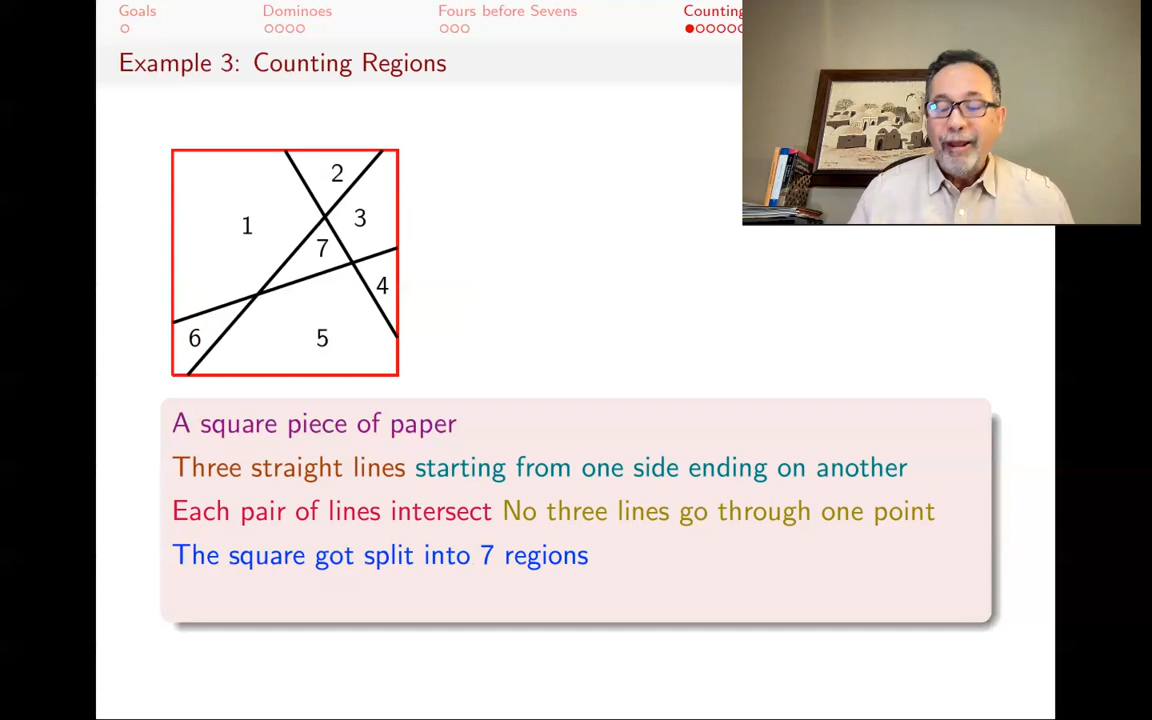 Goals Dominoes Fours before Sevens Counting
Example 3: Counting Regions
2
1
3
7
4
6
5
A square piece of paper
Three straight lines starting from one side ending on another
Each pair of lines intersect No three lines go through one point
The square got split into 7 regions